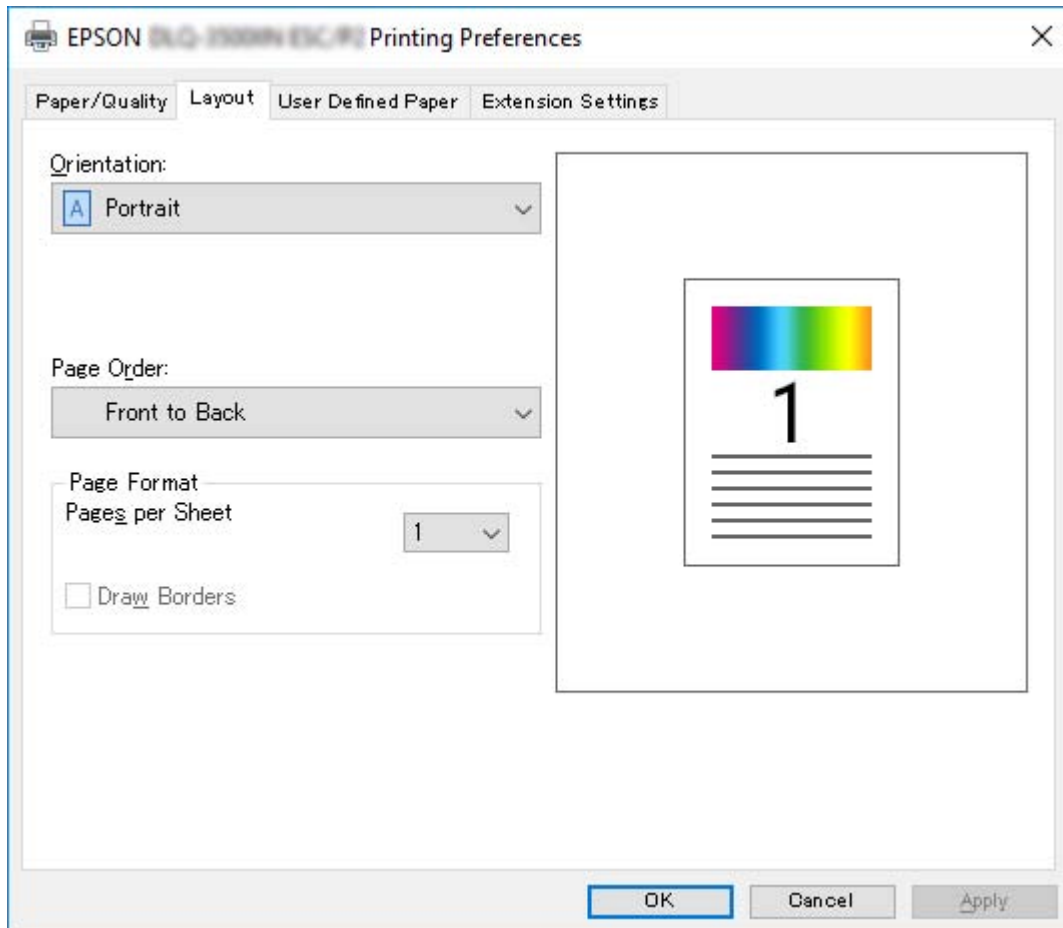 EPSON Printing Preferences
Paper/Quality Layout User Defined Paper Extension Settings
Orientation:
A Portrait
Page Order:
Front to Back
Page Format
Pages per Sheet
1
Draw Borders
1
OK Cancel Apply